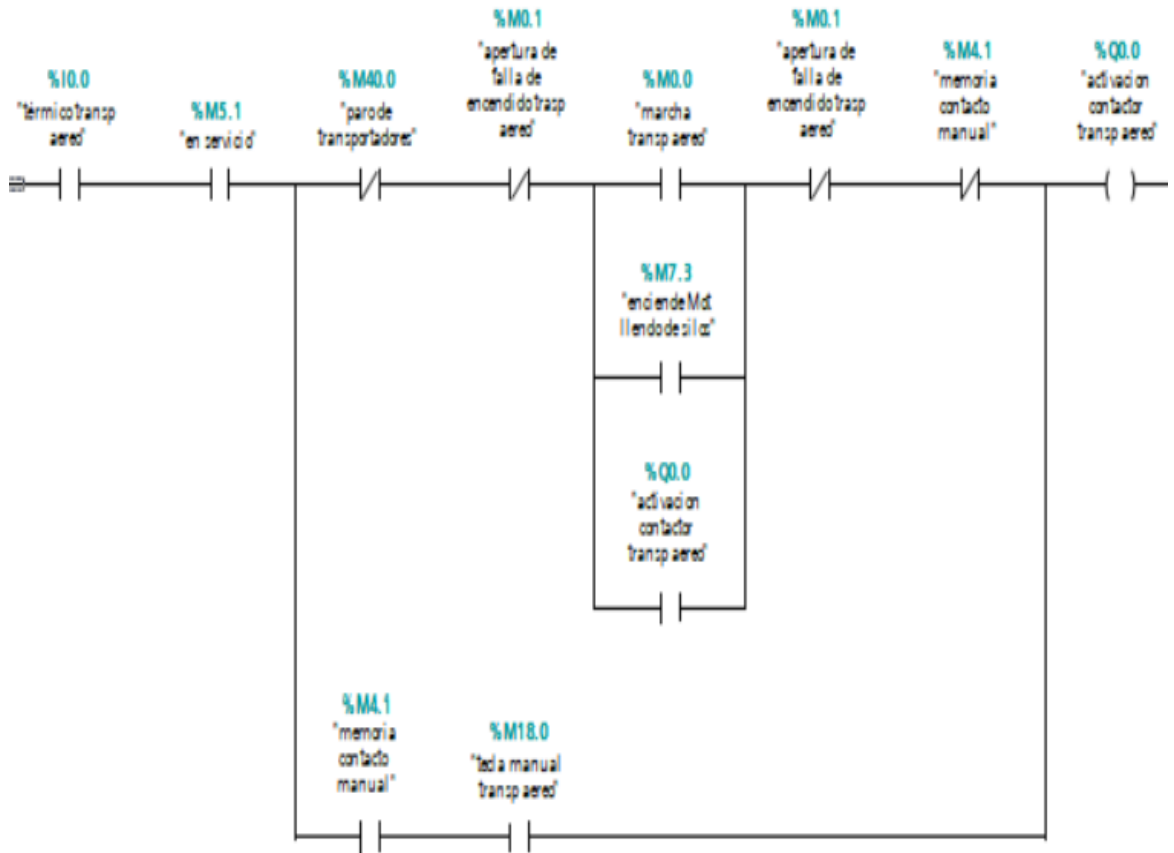 %I0.0
"térmico transp
aereo"
%M5.1
"en servicio"
%M40.0
"paro de
transportadores"
%M0.1
"apertura de
falla de
encendido trasp
aereo"
%M0.0
"marcha
transp aereo"
%M0.1
"apertura de
falla de
encendido trasp
aereo"
%M4.1
"memoria
contacto
manual"
%Q0.0
"activacion
contactor
transp aereo"
%M7.3
"enciende Mot
llendo de silos"
%Q0.0
"activacion
contactor
transp aereo"
%M4.1
"memoria
contacto
manual"
%M18.0
"tecla manual
transp aereo"